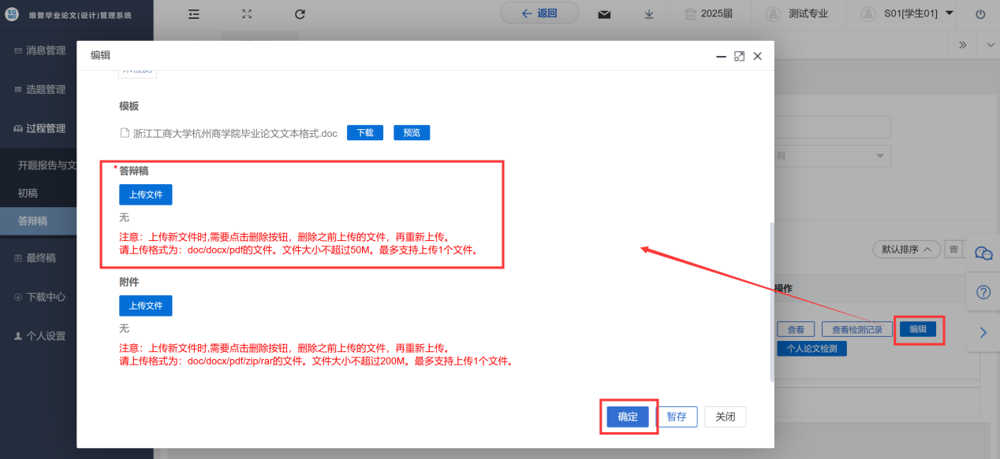 维普毕业论文(设计)管理系统
返回
2025届
测试专业
S01[学生01]
消息管理
选题管理
过程管理
开题报告与文
初稿
答辩稿
最终稿
下载中心
个人设置
编辑
模板
浙江工商大学杭州商学院毕业论文文本格式.doc
下载
预览
*答辩稿
上传文件
无
注意：上传新文件时,需要点击删除按钮，删除之前上传的文件，再重新上传。
请上传格式为：doc/docx/pdf的文件。文件大小不超过50M。最多支持上传1个文件。
附件
上传文件
无
注意：上传新文件时,需要点击删除按钮，删除之前上传的文件，再重新上传。
请上传格式为：doc/docx/pdf/zip/rar的文件。文件大小不超过200M。最多支持上传1个文件。
确定
暂存
关闭
有
默认排序
操作
查看
查看检测记录
编辑
个人论文检测